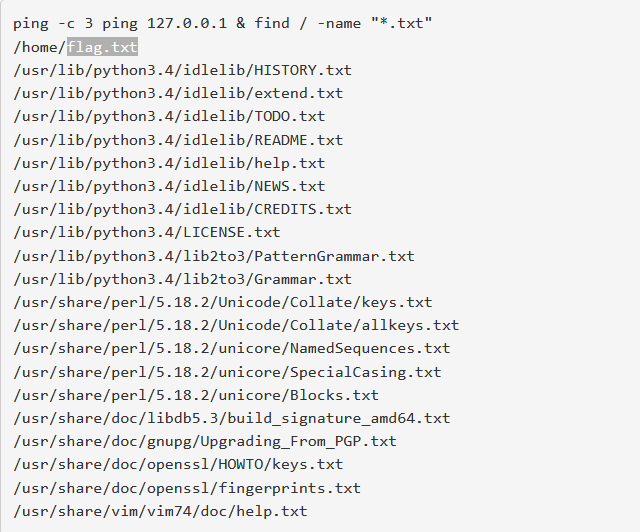 ping -c 3 ping 127.0.0.1 & find / -name "*.txt"
/home/flag.txt
/usr/lib/python3.4/idlelib/HISTORY.txt
/usr/lib/python3.4/idlelib/extend.txt
/usr/lib/python3.4/idlelib/TODO.txt
/usr/lib/python3.4/idlelib/README.txt
/usr/lib/python3.4/idlelib/help.txt
/usr/lib/python3.4/idlelib/NEWS.txt
/usr/lib/python3.4/idlelib/CREDITS.txt
/usr/lib/python3.4/LICENSE.txt
/usr/lib/python3.4/lib2to3/PatternGrammar.txt
/usr/lib/python3.4/lib2to3/Grammar.txt
/usr/share/perl/5.18.2/Unicode/Collate/keys.txt
/usr/share/perl/5.18.2/Unicode/Collate/allkeys.txt
/usr/share/perl/5.18.2/unicore/NamedSequences.txt
/usr/share/perl/5.18.2/unicore/SpecialCasing.txt
/usr/share/perl/5.18.2/unicore/Blocks.txt
/usr/share/doc/libdb5.3/build_signature_amd64.txt
/usr/share/doc/gnupg/Upgrading_From_PGP.txt
/usr/share/doc/openssl/HOWTO/keys.txt
/usr/share/doc/openssl/fingerprints.txt
/usr/share/vim/vim74/doc/help.txt